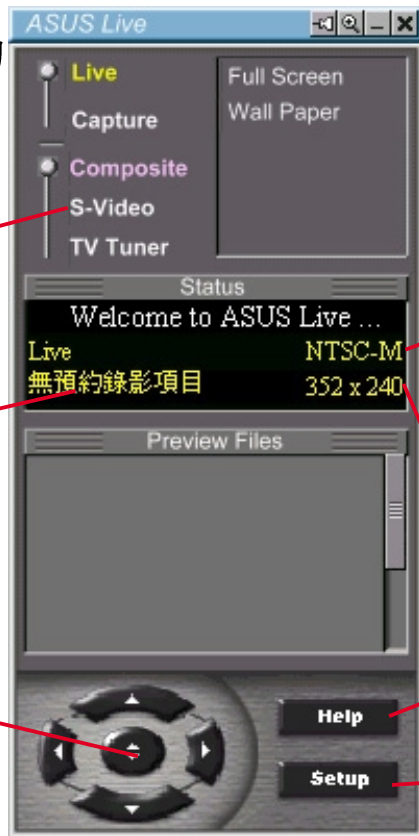 ASUS Live
Live
Capture
Composite
S-Video
TV Tuner
Full Screen
Wall Paper
Status
Welcome to ASUS Live ...
Live NTSC-M
無預約錄影項目 352 x 240
Preview Files
Help
Setup